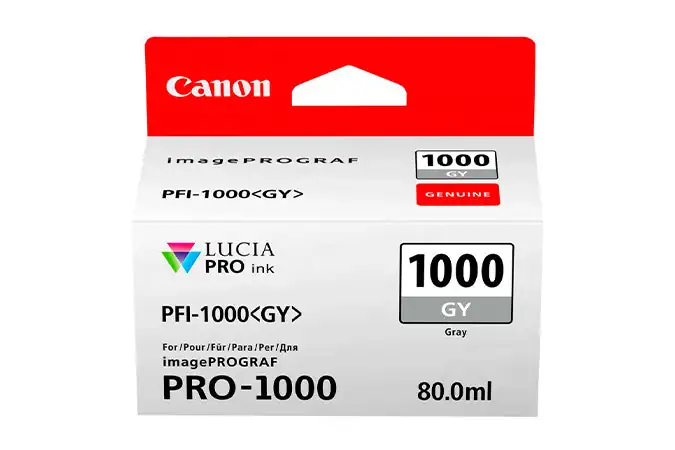 Canon
imagePROGRAF
1000
GY
PFI-1000<GY>
GENUINE
LUCIA
PRO ink
1000
GY
Gray
PFI-1000<GY>
For/Pour/Für/Para/Per/Для
imagePROGRAF
PRO-1000
80.0ml